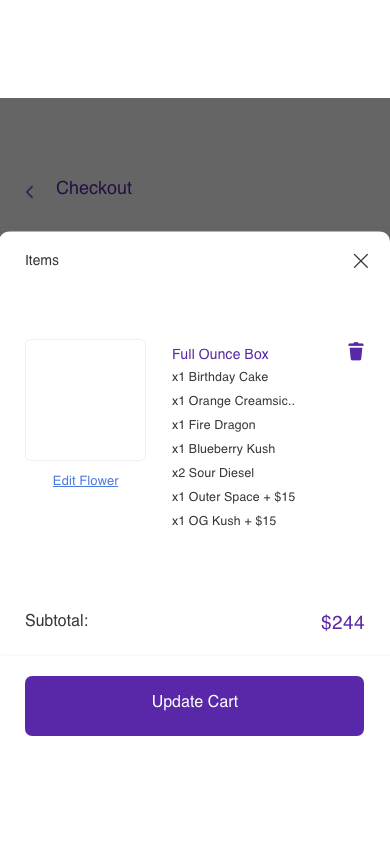 Checkout
Items
Full Ounce Box
x1 Birthday Cake
x1 Orange Creamsic..
x1 Fire Dragon
x1 Blueberry Kush
x2 Sour Diesel
x1 Outer Space + $15
x1 OG Kush + $15
Edit Flower
Subtotal:
$244
Update Cart